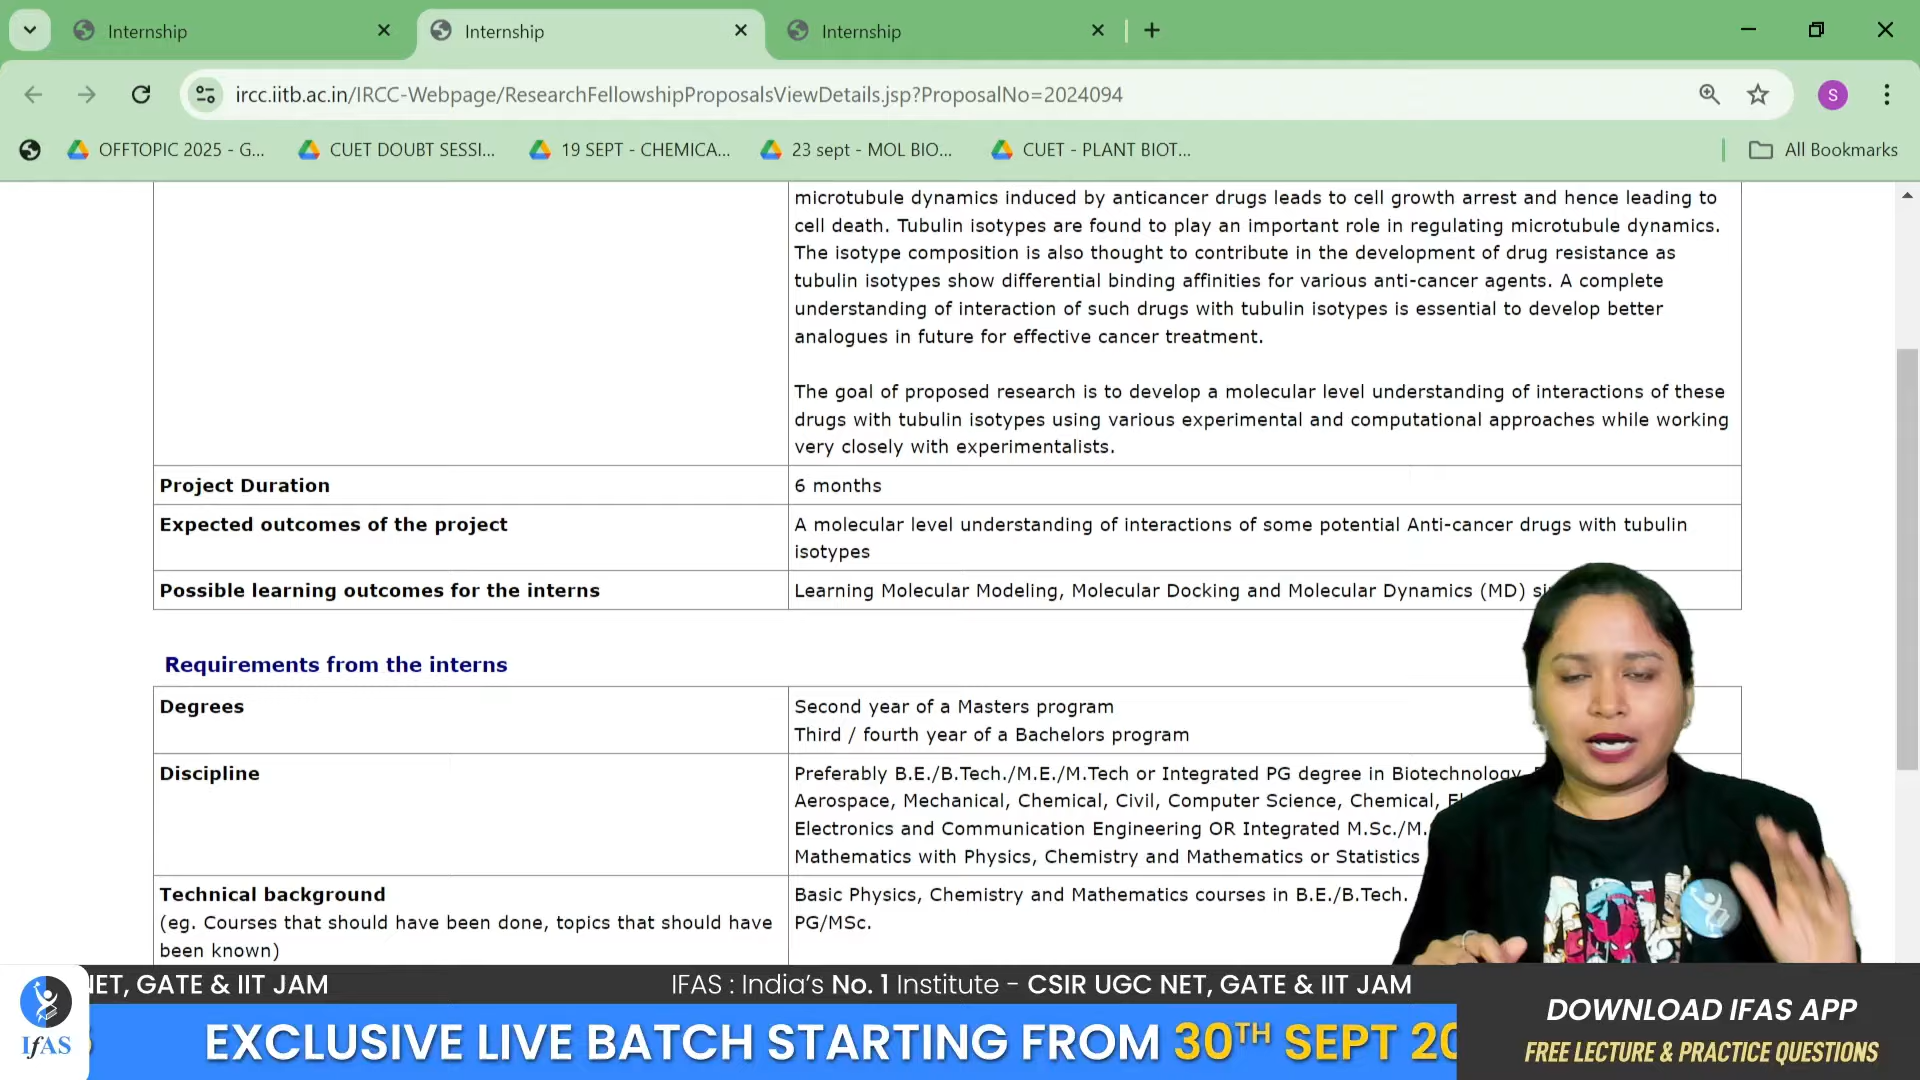 Internship
Internship
Internship
ircc.iitb.ac.in/IRCC-Webpage/ResearchFellowshipProposalsViewDetails.jsp?ProposalNo=2024094
S
OFFTOPIC 2025 - G...
CUET DOUBT SESSI...
19 SEPT - CHEMICA...
23 sept - MOL BIO...
CUET - PLANT BIOT...
All Bookmarks
microtubule dynamics induced by anticancer drugs leads to cell growth arrest and hence leading to
cell death. Tubulin isotypes are found to play an important role in regulating microtubule dynamics.
The isotype composition is also thought to contribute in the development of drug resistance as
tubulin isotypes show differential binding affinities for various anti-cancer agents. A complete
understanding of interaction of such drugs with tubulin isotypes is essential to develop better
analogues in future for effective cancer treatment.
The goal of proposed research is to develop a molecular level understanding of interactions of these
drugs with tubulin isotypes using various experimental and computational approaches while working
very closely with experimentalists.
Project Duration
6 months
Expected outcomes of the project
A molecular level understanding of interactions of some potential Anti-cancer drugs with tubulin
isotypes
Possible learning outcomes for the interns
Learning Molecular Modeling, Molecular Docking and Molecular Dynamics (MD)
Requirements from the interns
Degrees
Second year of a Masters program
Third / fourth year of a Bachelors program
Discipline
Preferably B.E./B.Tech./M.E./M.Tech or Integrated PG degree in Biotechnology,
Aerospace, Mechanical, Chemical, Civil, Computer Science, Chemical,
Electronics and Communication Engineering OR Integrated M.Sc./M.
Mathematics with Physics, Chemistry and Mathematics or Statistics
Technical background
(eg. Courses that should have been done, topics that should have
been known)
Basic Physics, Chemistry and Mathematics courses in B.E./B.Tech.
PG/MSc.
NET, GATE & IIT JAM
IFAS : India's No. 1 Institute - CSIR UGC NET, GATE & IIT JAM
IfAS
EXCLUSIVE LIVE BATCH STARTING FROM 30TH SEPT 20
DOWNLOAD IFAS APP
FREE LECTURE & PRACTICE QUESTIONS